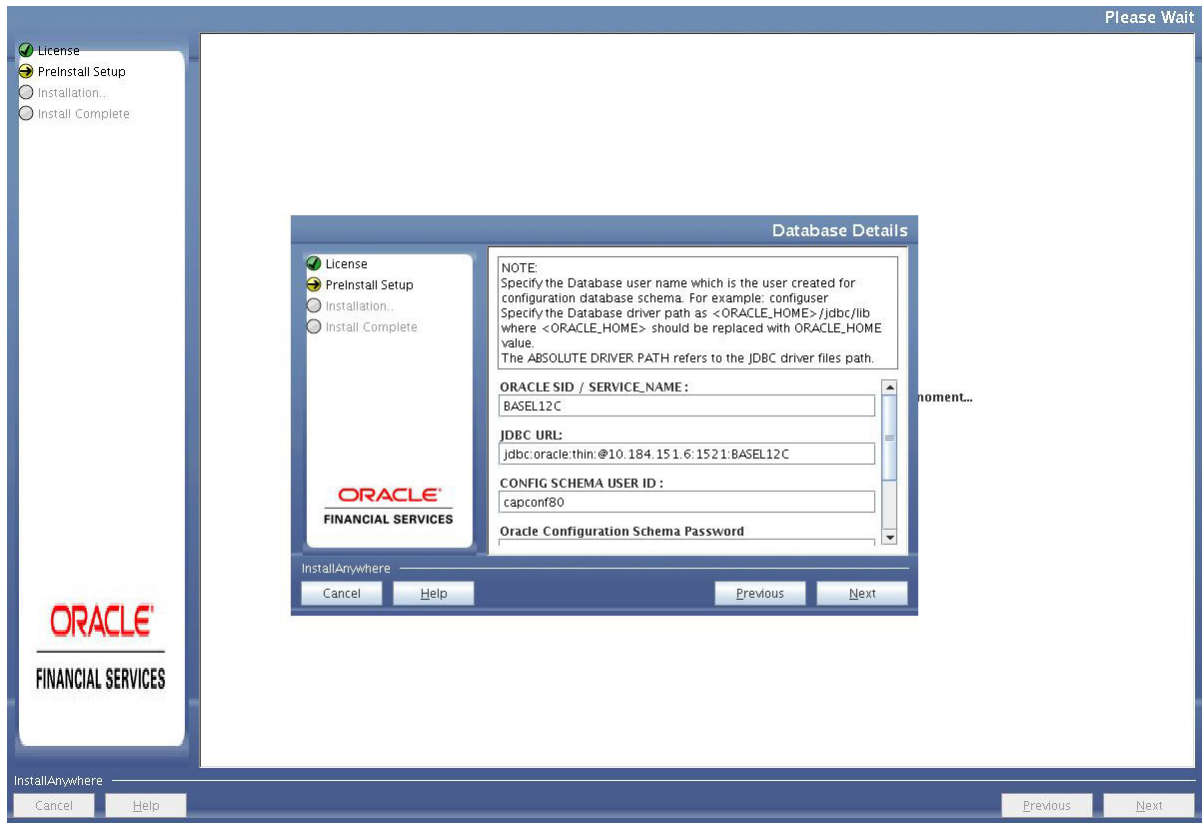 Please Wait
License
PreInstall Setup
Installation..
Install Complete
Database Details
License
PreInstall Setup
Installation..
Install Complete
NOTE:
Specify the Database user name which is the user created for
configuration database schema. For example: configuser
Specify the Database driver path as <ORACLE_HOME>/jdbc/lib
where <ORACLE_HOME> should be replaced with ORACLE_HOME
value.
The ABSOLUTE DRIVER PATH refers to the JDBC driver files path.
ORACLE SID / SERVICE_NAME :
BASEL12C
JDBC URL:
jdbc:oracle:thin:@10.184.151.6:1521:BASEL12C
CONFIG SCHEMA USER ID :
capconf80
Oracle Configuration Schema Password
noment...
ORACLE
FINANCIAL SERVICES
InstallAnywhere
Cancel Help Previous Next
ORACLE
FINANCIAL SERVICES
InstallAnywhere
Cancel Help Previous Next